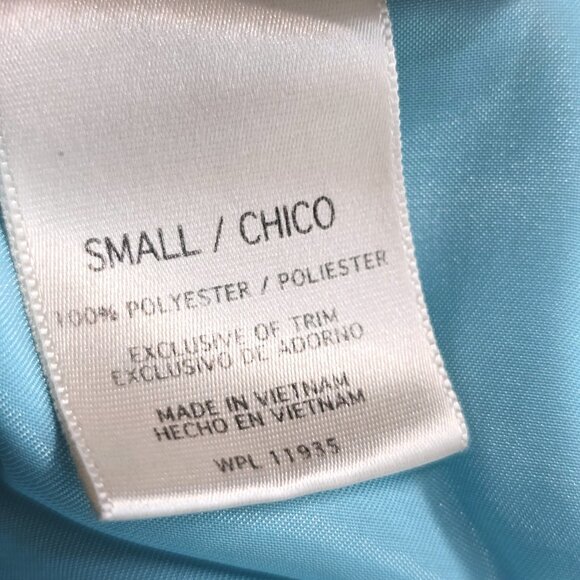 SMALL / CHICO
100% POLYESTER / POLIESTER
EXCLUSIVE OF TRIM
EXCLUSIVO DE ADORNO
MADE IN VIETNAM
HECHO EN VIETNAM
WPL 11935